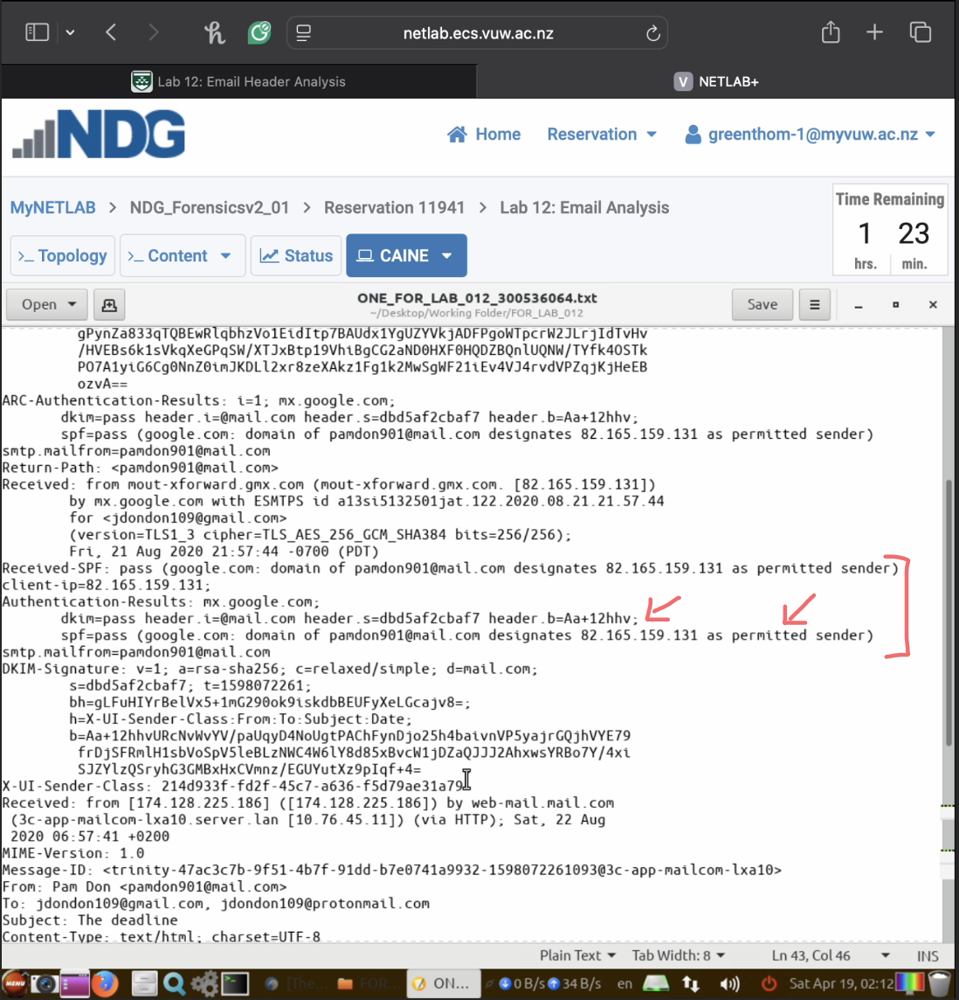 netlab.ecs.vuw.ac.nz
Lab 12: Email Header Analysis
V NETLAB+
NDG
Home Reservation greenthom-1@myvuw.ac.nz
MyNETLAB > NDG_Forensicsv2_01 > Reservation 11941 > Lab 12: Email Analysis
Time Remaining
1 23
hrs. min.
>_ Topology >_ Content Status CAINE
Open ONE_FOR_LAB_012_300536064.txt Save
~/Desktop/Working Folder/FOR_LAB_012
gPynZa833qTQBEwRlqbhzVo1EidItp7BAUdx1YgUZYVkjADFPgoWTpcrW2JLrjIdTvHv
/HVEBs6k1sVkqXeGPqSW/XTJxBtp19VhiBgCG2aND0HXF0HQDZBQnlUQNW/TYfk4OSTk
PO7A1yiG6Cg0NnZ0imJKDLl2xr8zeXAkz1Fg1k2MwSgWF21iEv4VJ4rvdVPZqjKjHeEB
ozvA==
ARC-Authentication-Results: i=1; mx.google.com;
dkim=pass header.i=@mail.com header.s=dbd5af2cbaf7 header.b=Aa+12hhv;
spf=pass (google.com: domain of pamdon901@mail.com designates 82.165.159.131 as permitted sender)
smtp.mailfrom=pamdon901@mail.com
Return-Path: <pamdon901@mail.com>
Received: from mout-xforward.gmx.com (mout-xforward.gmx.com. [82.165.159.131])
by mx.google.com with ESMTPS id a13si5132501jat.122.2020.08.21.21.57.44
for <jdondon109@gmail.com>
(version=TLS1_3 cipher=TLS_AES_256_GCM_SHA384 bits=256/256);
Fri, 21 Aug 2020 21:57:44 -0700 (PDT)
Received-SPF: pass (google.com: domain of pamdon901@mail.com designates 82.165.159.131 as permitted sender)
client-ip=82.165.159.131;
Authentication-Results: mx.google.com;
dkim=pass header.i=@mail.com header.s=dbd5af2cbaf7 header.b=Aa+12hhv;
spf=pass (google.com: domain of pamdon901@mail.com designates 82.165.159.131 as permitted sender)
smtp.mailfrom=pamdon901@mail.com
DKIM-Signature: v=1; a=rsa-sha256; c=relaxed/simple; d=mail.com;
s=dbd5af2cbaf7; t=1598072261;
bh=gLFuHIYrBelVx5+1mG290ok9iskdbBEUFyXeLGcajv8=;
h=X-UI-Sender-Class:From:To:Subject:Date;
b=Aa+12hhvURcNvWvYV/paUqyD4NoUgtPAChFynDjo25h4baivnVP5yajrGQjhVYE79
frDjSFRmlH1sbVoSpV5leBLzNWC4W6lY8d85xBvcW1jDZaQJJJ2AhxwsYRBo7Y/4xi
SJZYlzQSryhG3GMBxHxCVmnz/EGUYutXz9pIqf+4=
X-UI-Sender-Class: 214d933f-fd2f-45c7-a636-f5d79ae31a79
Received: from [174.128.225.186] ([174.128.225.186]) by web-mail.mail.com
(3c-app-mailcom-lxa10.server.lan [10.76.45.11]) (via HTTP); Sat, 22 Aug
2020 06:57:41 +0200
MIME-Version: 1.0
Message-ID: <trinity-47ac3c7b-9f51-4b7f-91dd-b7e0741a9932-1598072261093@3c-app-mailcom-lxa10>
From: Pam Don <pamdon901@mail.com>
To: jdondon109@gmail.com, jdondon109@protonmail.com
Subject: The deadline
Content-Type: text/html; charset=UTF-8
Plain Text Tab Width: 8 Ln 43, Col 46 INS
MENU [The... FOR... ON... 0 B/s 34 B/s en Sat Apr 19, 02:12